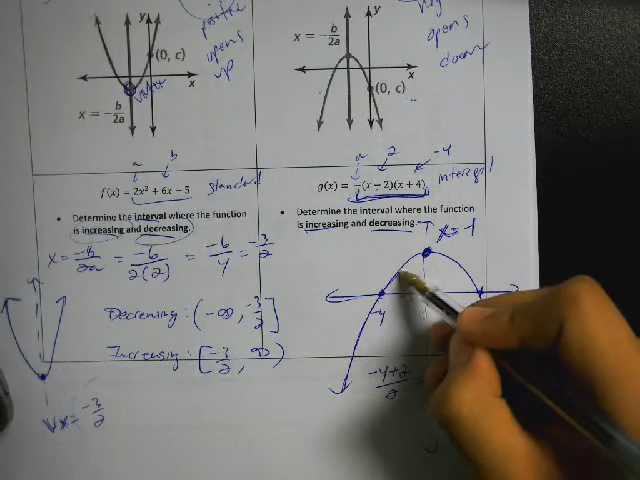 positive
opens
up
y
(0, c)
x
vertex
x = -b/2a
neg
opens
down
x = -b/2a
y
(0, c)
x
a b
f(x) = 2x² + 6x - 5 standard
• Determine the interval where the function
is increasing and decreasing.
x = -b/2a = -6/2(2) = -6/4 = -3/2
Decreasing: (-∞, -3/2]
Increasing: [-3/2, ∞)
x = -3/2
a 2 -4
g(x) = -(x - 2)(x + 4)
• Determine the interval where the function
is increasing and decreasing.
x = -1
-4
-4+2/2 =